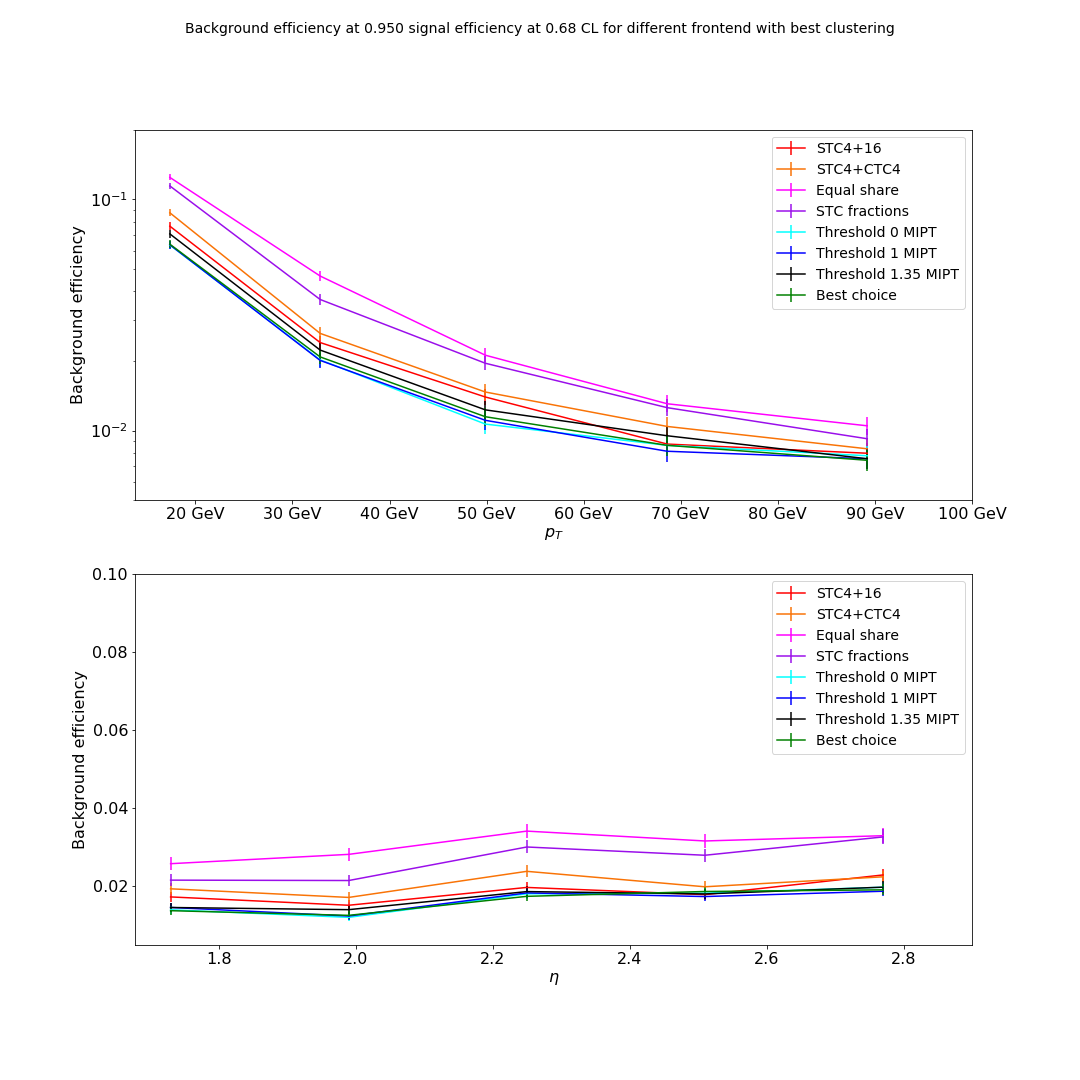 Background efficiency at 0.950 signal efficiency at 0.68 CL for different frontend with best clustering
Background efficiency
10⁻¹
10⁻²
STC4+16
STC4+CTC4
Equal share
STC fractions
Threshold 0 MIPT
Threshold 1 MIPT
Threshold 1.35 MIPT
Best choice
20 GeV 30 GeV 40 GeV 50 GeV 60 GeV 70 GeV 80 GeV 90 GeV 100 GeV
p_T
Background efficiency
0.10
0.08
0.06
0.04
0.02
STC4+16
STC4+CTC4
Equal share
STC fractions
Threshold 0 MIPT
Threshold 1 MIPT
Threshold 1.35 MIPT
Best choice
1.8 2.0 2.2 2.4 2.6 2.8
η